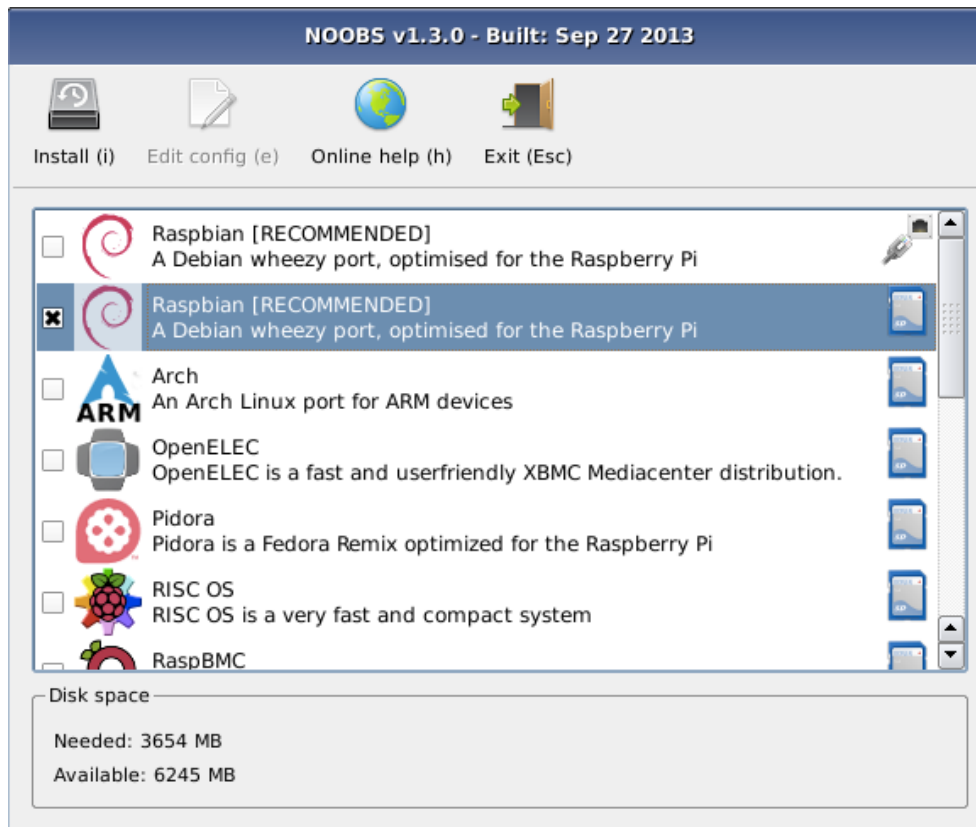 NOOBS v1.3.0 - Built: Sep 27 2013
Install (i) Edit config (e) Online help (h) Exit (Esc)
Raspbian [RECOMMENDED]
A Debian wheezy port, optimised for the Raspberry Pi
Raspbian [RECOMMENDED]
A Debian wheezy port, optimised for the Raspberry Pi
Arch
ARM
An Arch Linux port for ARM devices
OpenELEC
OpenELEC is a fast and userfriendly XBMC Mediacenter distribution.
Pidora
Pidora is a Fedora Remix optimized for the Raspberry Pi
RISC OS
RISC OS is a very fast and compact system
RaspBMC
Disk space
Needed: 3654 MB
Available: 6245 MB